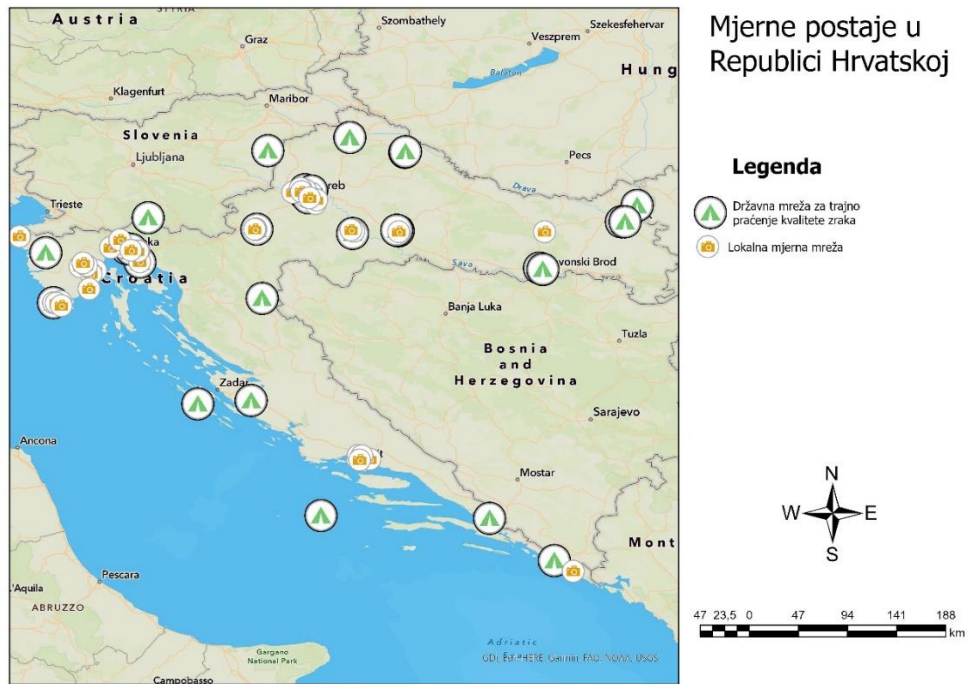 Mjerne postaje u
Republici Hrvatskoj
Legenda
Državna mreža za trajno
praćenje kvalitete zraka
Lokalna mjerna mreža
Austria
STYRIA
Graz
Szombathely
Veszprem
Szekesfehervar
Balaton
Hung
Klagenfurt
Maribor
Slovenia
Ljubljana
Pecs
Drava
Trieste
Croatia
Sava
vonski Brod
Banja Luka
Tuzla
Bosnia
and
Herzegovina
Zadar
Sarajevo
Ancona
Mostar
Mont
Pescara
L'Aquila
ABRUZZO
Adriatic
Gargano
National Park
Campobasso
N
W E
S
47 23,5 0 47 94 141 188
km